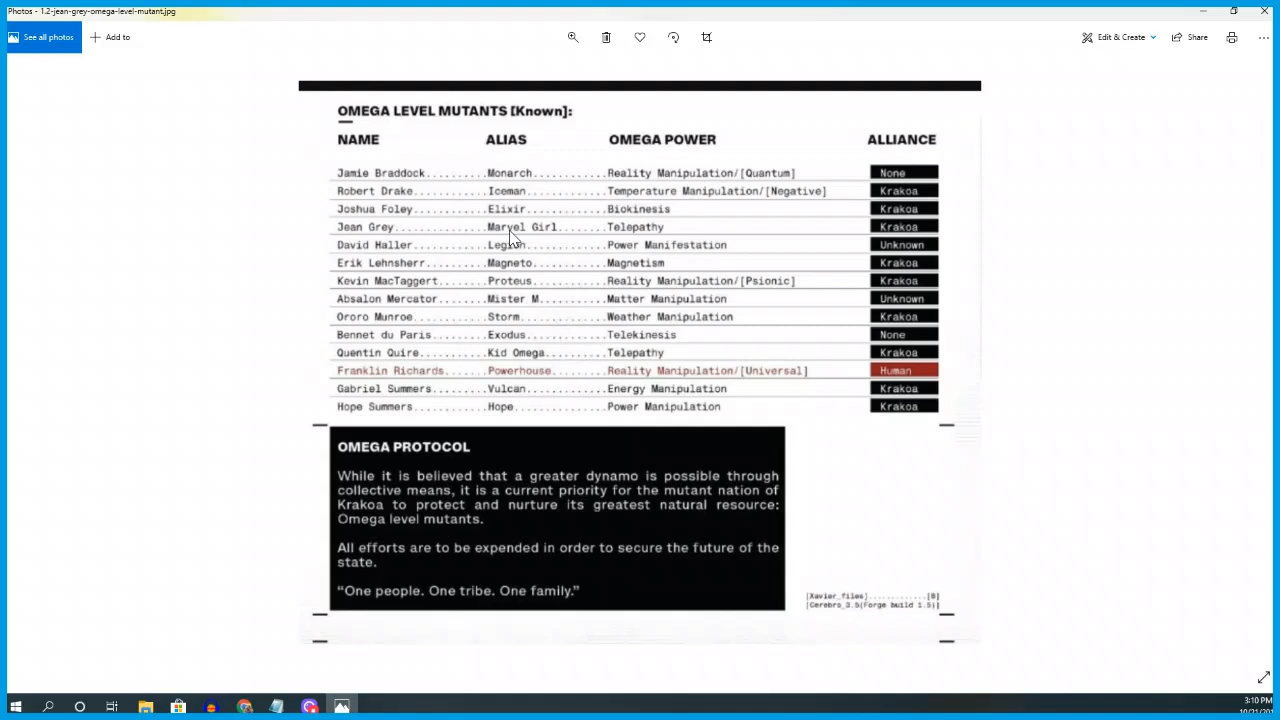 Photos - 1.2-jean-grey-omega-level-mutant.jpg
See all photos + Add to Edit & Create Share
OMEGA LEVEL MUTANTS [Known]:
NAME ALIAS OMEGA POWER ALLIANCE
Jamie Braddock..........Monarch............Reality Manipulation/[Quantum] None
Robert Drake............Iceman.............Temperature Manipulation/[Negative] Krakoa
Joshua Foley............Elixir.............Biokinesis Krakoa
Jean Grey...............Marvel Girl........Telepathy Krakoa
David Haller............ Power Manifestation Unknown
Erik Lehnsherr..........Magneto............Magnetism Krakoa
Kevin MacTaggert........Proteus............Reality Manipulation/[Psionic] Krakoa
Absalon Mercator........Mister M...........Matter Manipulation Unknown
Ororo Munroe............Storm..............Weather Manipulation Krakoa
Bennet du Paris.........Exodus.............Telekinesis None
Quentin Quire...........Kid Omega..........Telepathy Krakoa
Franklin Richards.......Powerhouse.........Reality Manipulation/[Universal] Human
Gabriel Summers.........Vulcan.............Energy Manipulation Krakoa
Hope Summers............Hope...............Power Manipulation Krakoa
OMEGA PROTOCOL
While it is believed that a greater dynamo is possible through
collective means, it is a current priority for the mutant nation of
Krakoa to protect and nurture its greatest natural resource:
Omega level mutants.
All efforts are to be expended in order to secure the future of the
state.
“One people. One tribe. One family.”
[Xavier_files].............[8]
[Cerebro_3.5(Forge build 1.5)]
3:10 PM